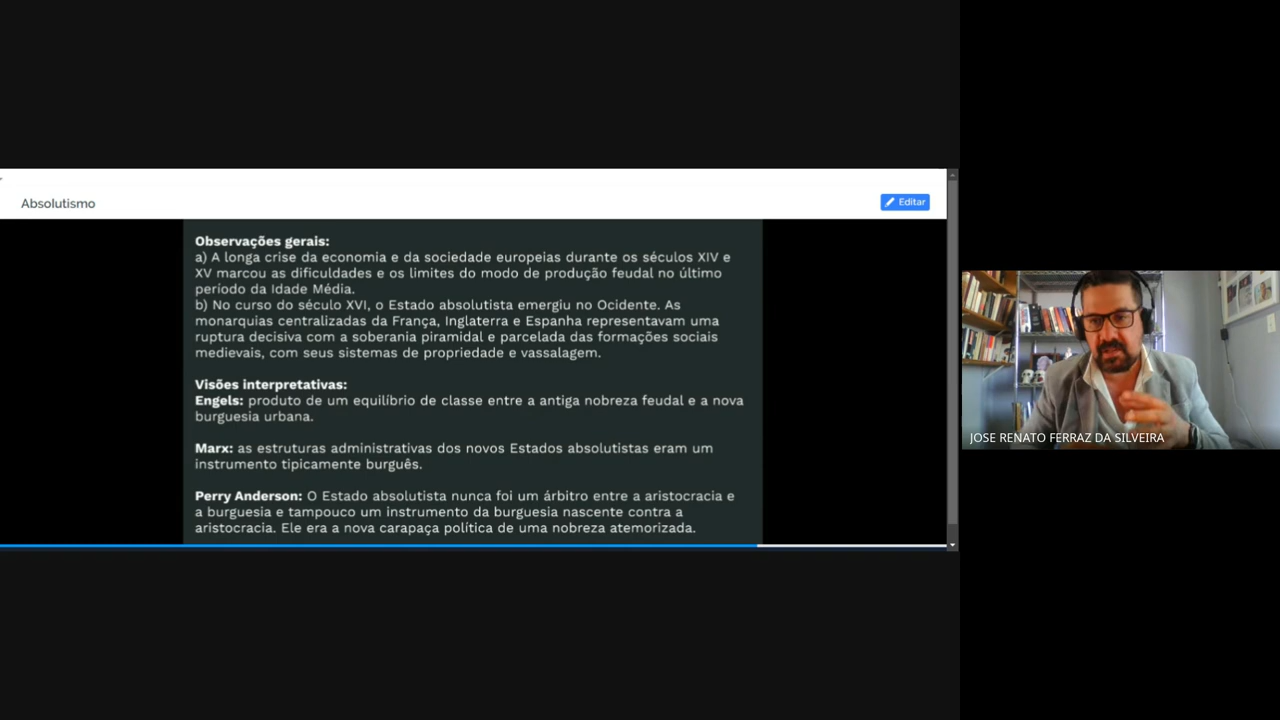 Absolutismo
Editar
Observações gerais:
a) A longa crise da economia e da sociedade europeias durante os séculos XIV e
XV marcou as dificuldades e os limites do modo de produção feudal no último
período da Idade Média.
b) No curso do século XVI, o Estado absolutista emergiu no Ocidente. As
monarquias centralizadas da França, Inglaterra e Espanha representavam uma
ruptura decisiva com a soberania piramidal e parcelada das formações sociais
medievais, com seus sistemas de propriedade e vassalagem.
Visões interpretativas:
Engels: produto de um equilíbrio de classe entre a antiga nobreza feudal e a nova
burguesia urbana.
Marx: as estruturas administrativas dos novos Estados absolutistas eram um
instrumento tipicamente burguês.
Perry Anderson: O Estado absolutista nunca foi um árbitro entre a aristocracia e
a burguesia e tampouco um instrumento da burguesia nascente contra a
aristocracia. Ele era a nova carapaça política de uma nobreza atemorizada.
JOSE RENATO FERRAZ DA SILVEIRA